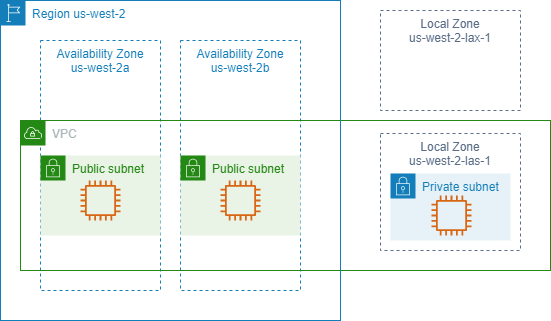 Region us-west-2
Availability Zone
us-west-2a
Availability Zone
us-west-2b
Local Zone
us-west-2-lax-1
VPC
Public subnet
Public subnet
Local Zone
us-west-2-las-1
Private subnet